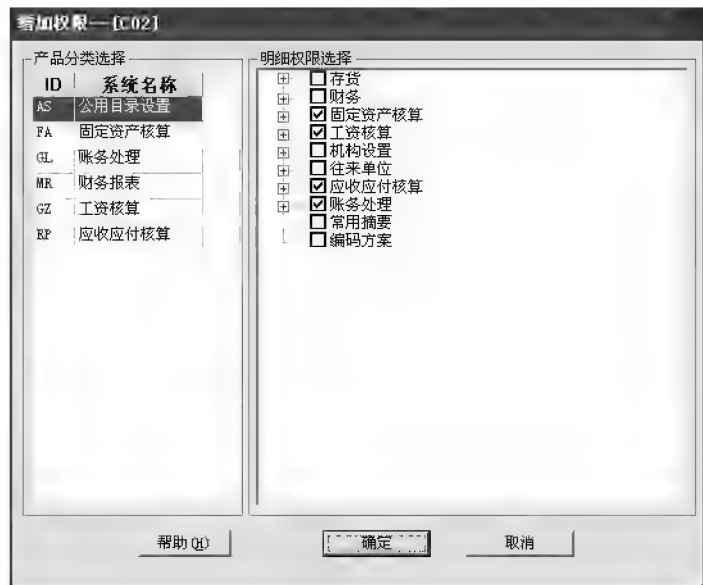 增加权限—[C02]
产品分类选择
ID 系统名称
AS 公用目录设置
FA 固定资产核算
GL 账务处理
MR 财务报表
GZ 工资核算
RP 应收应付核算
明细权限选择
存货
财务
固定资产核算
工资核算
机构设置
往来单位
应收应付核算
账务处理
常用摘要
编码方案
帮助(H) 确定 取消